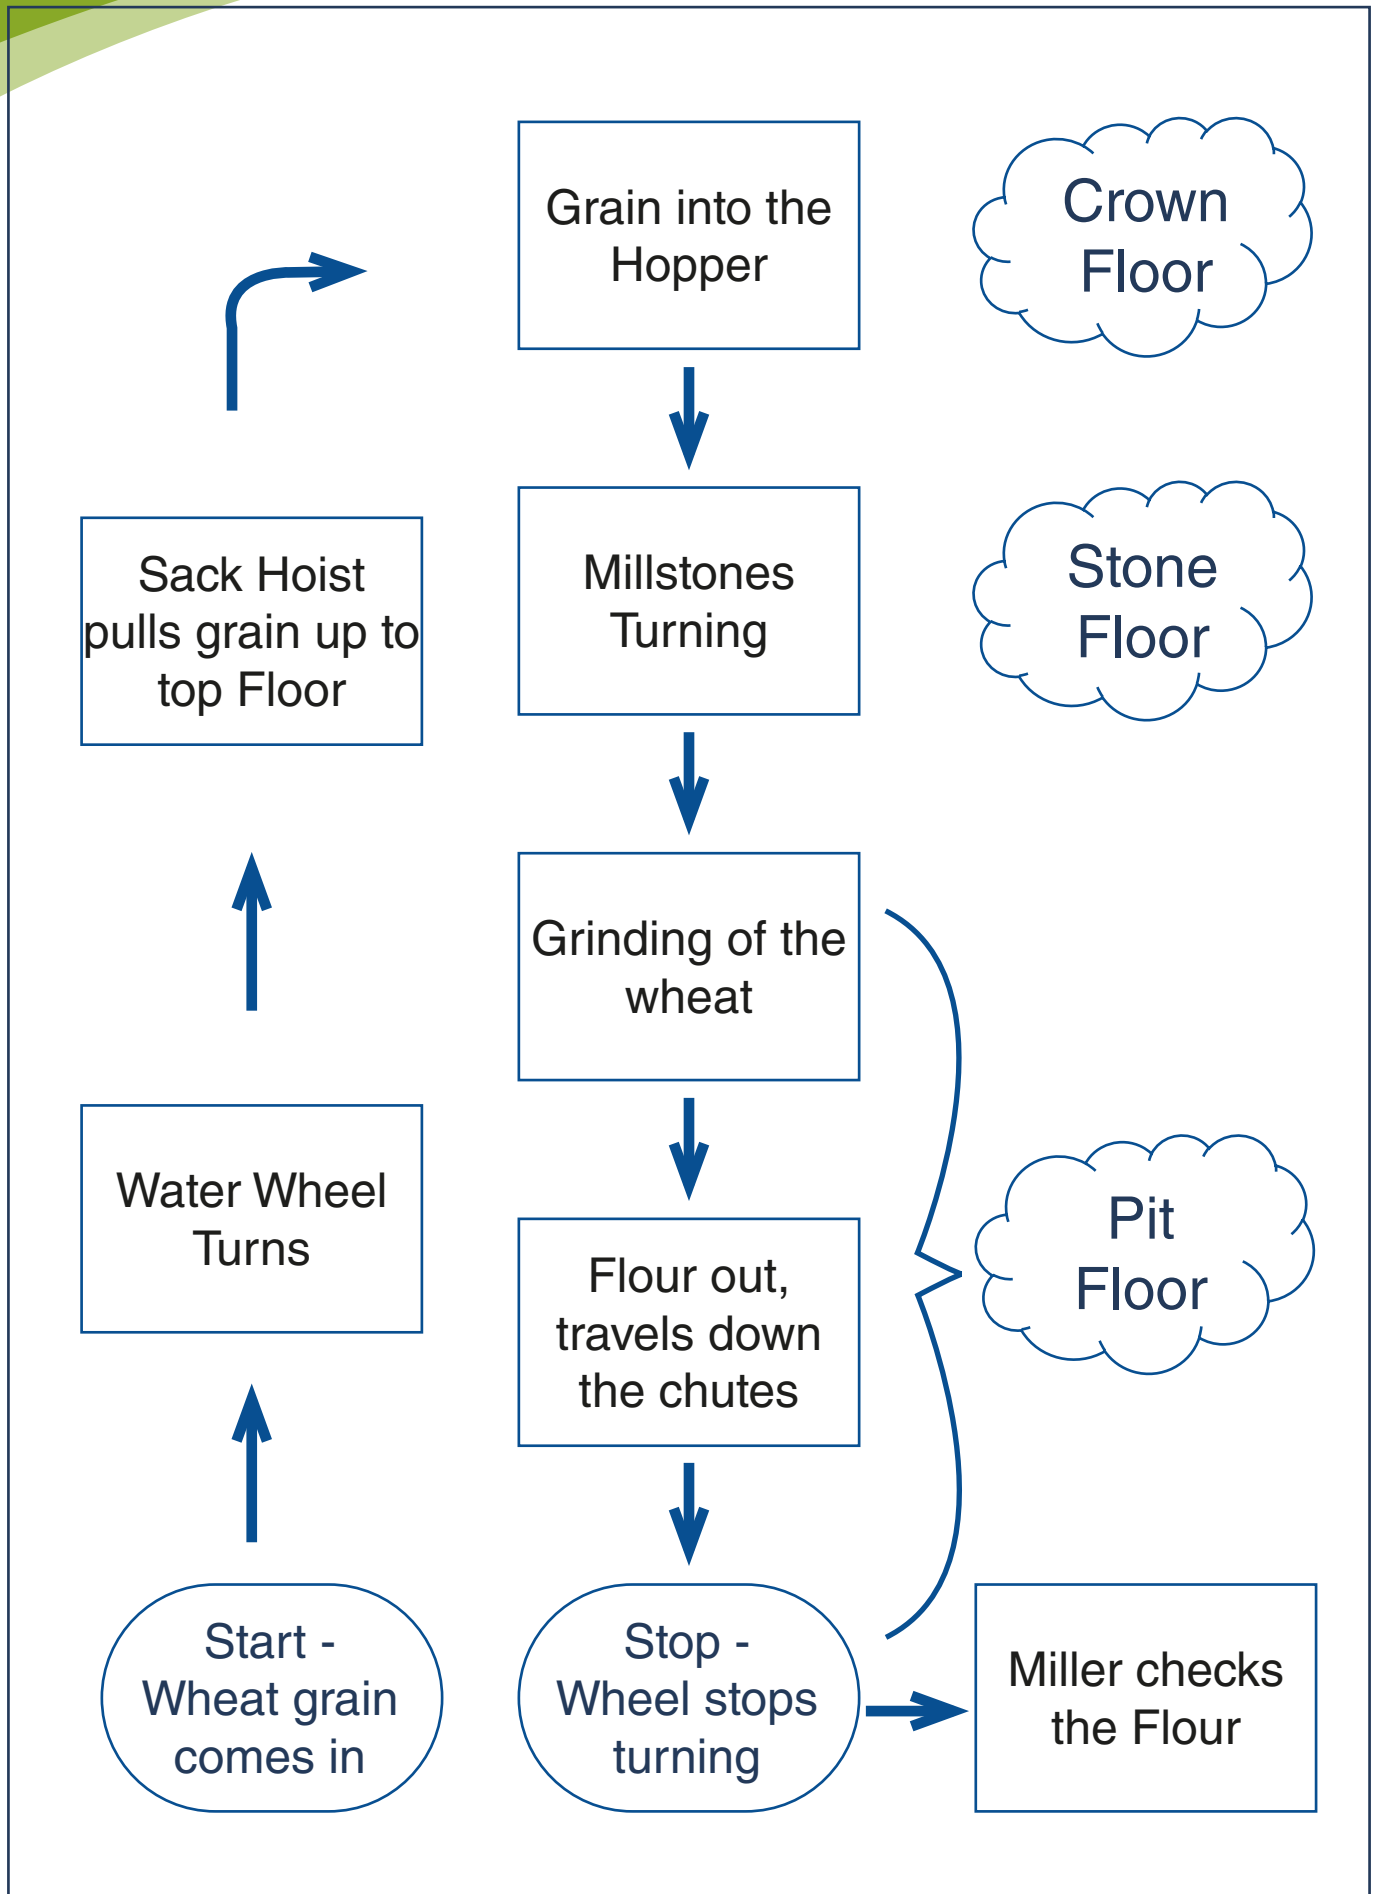 Grain into the
Hopper
Crown
Floor
Sack Hoist
pulls grain up to
top Floor
Millstones
Turning
Stone
Floor
Grinding of the
wheat
Water Wheel
Turns
Flour out,
travels down
the chutes
Pit
Floor
Start -
Wheat grain
comes in
Stop -
Wheel stops
turning
Miller checks
the Flour